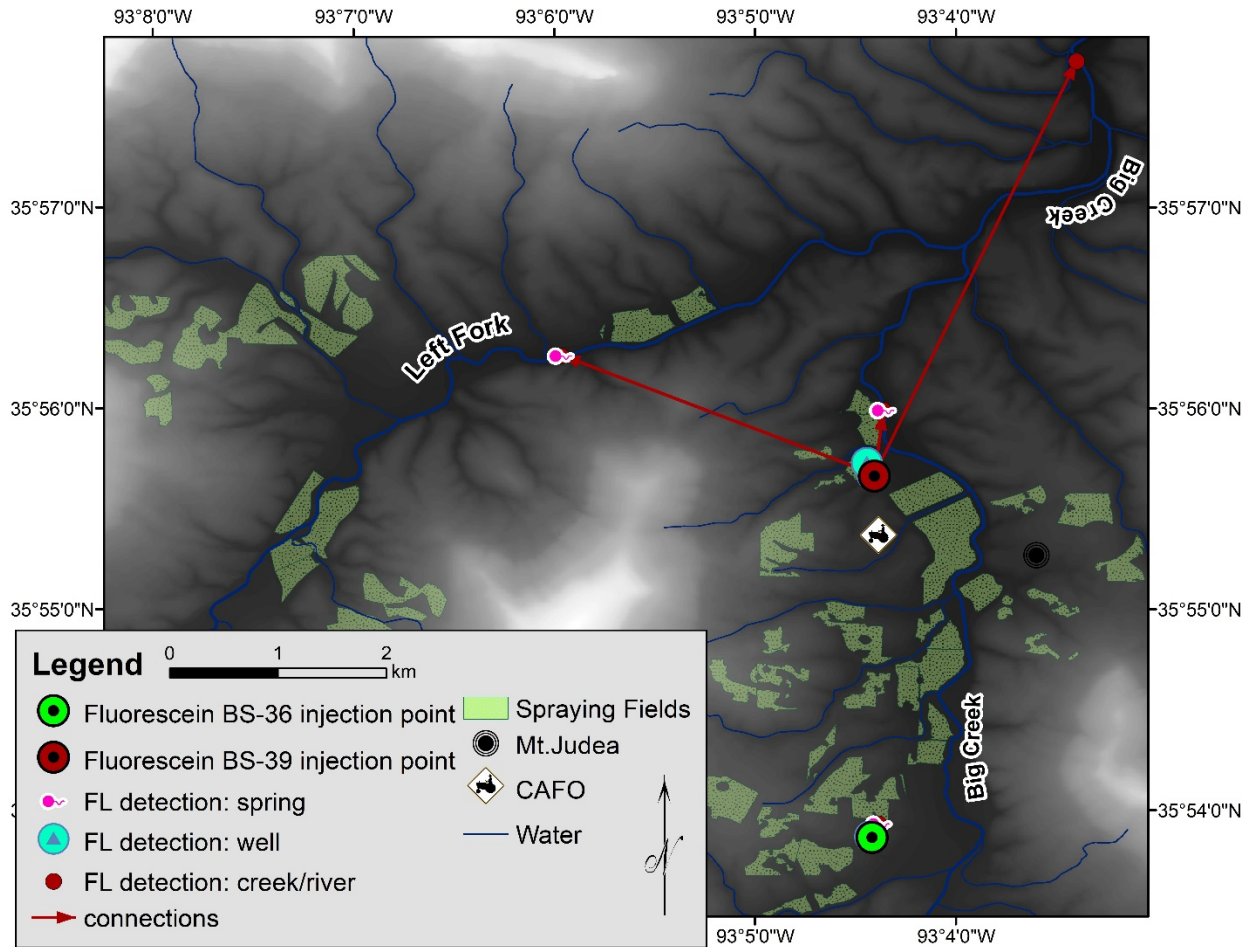 93°8'0"W 93°7'0"W 93°6'0"W 93°5'0"W 93°4'0"W
35°57'0"N 35°57'0"N
Big Creek
Left Fork
35°56'0"N 35°56'0"N
35°55'0"N 35°55'0"N
Legend 0 1 2
km
Fluorescein BS-36 injection point Spraying Fields
Fluorescein BS-39 injection point Mt.Judea
FL detection: spring CAFO
FL detection: well Water
FL detection: creek/river
connections
N
Big Creek
35°54'0"N
93°5'0"W 93°4'0"W